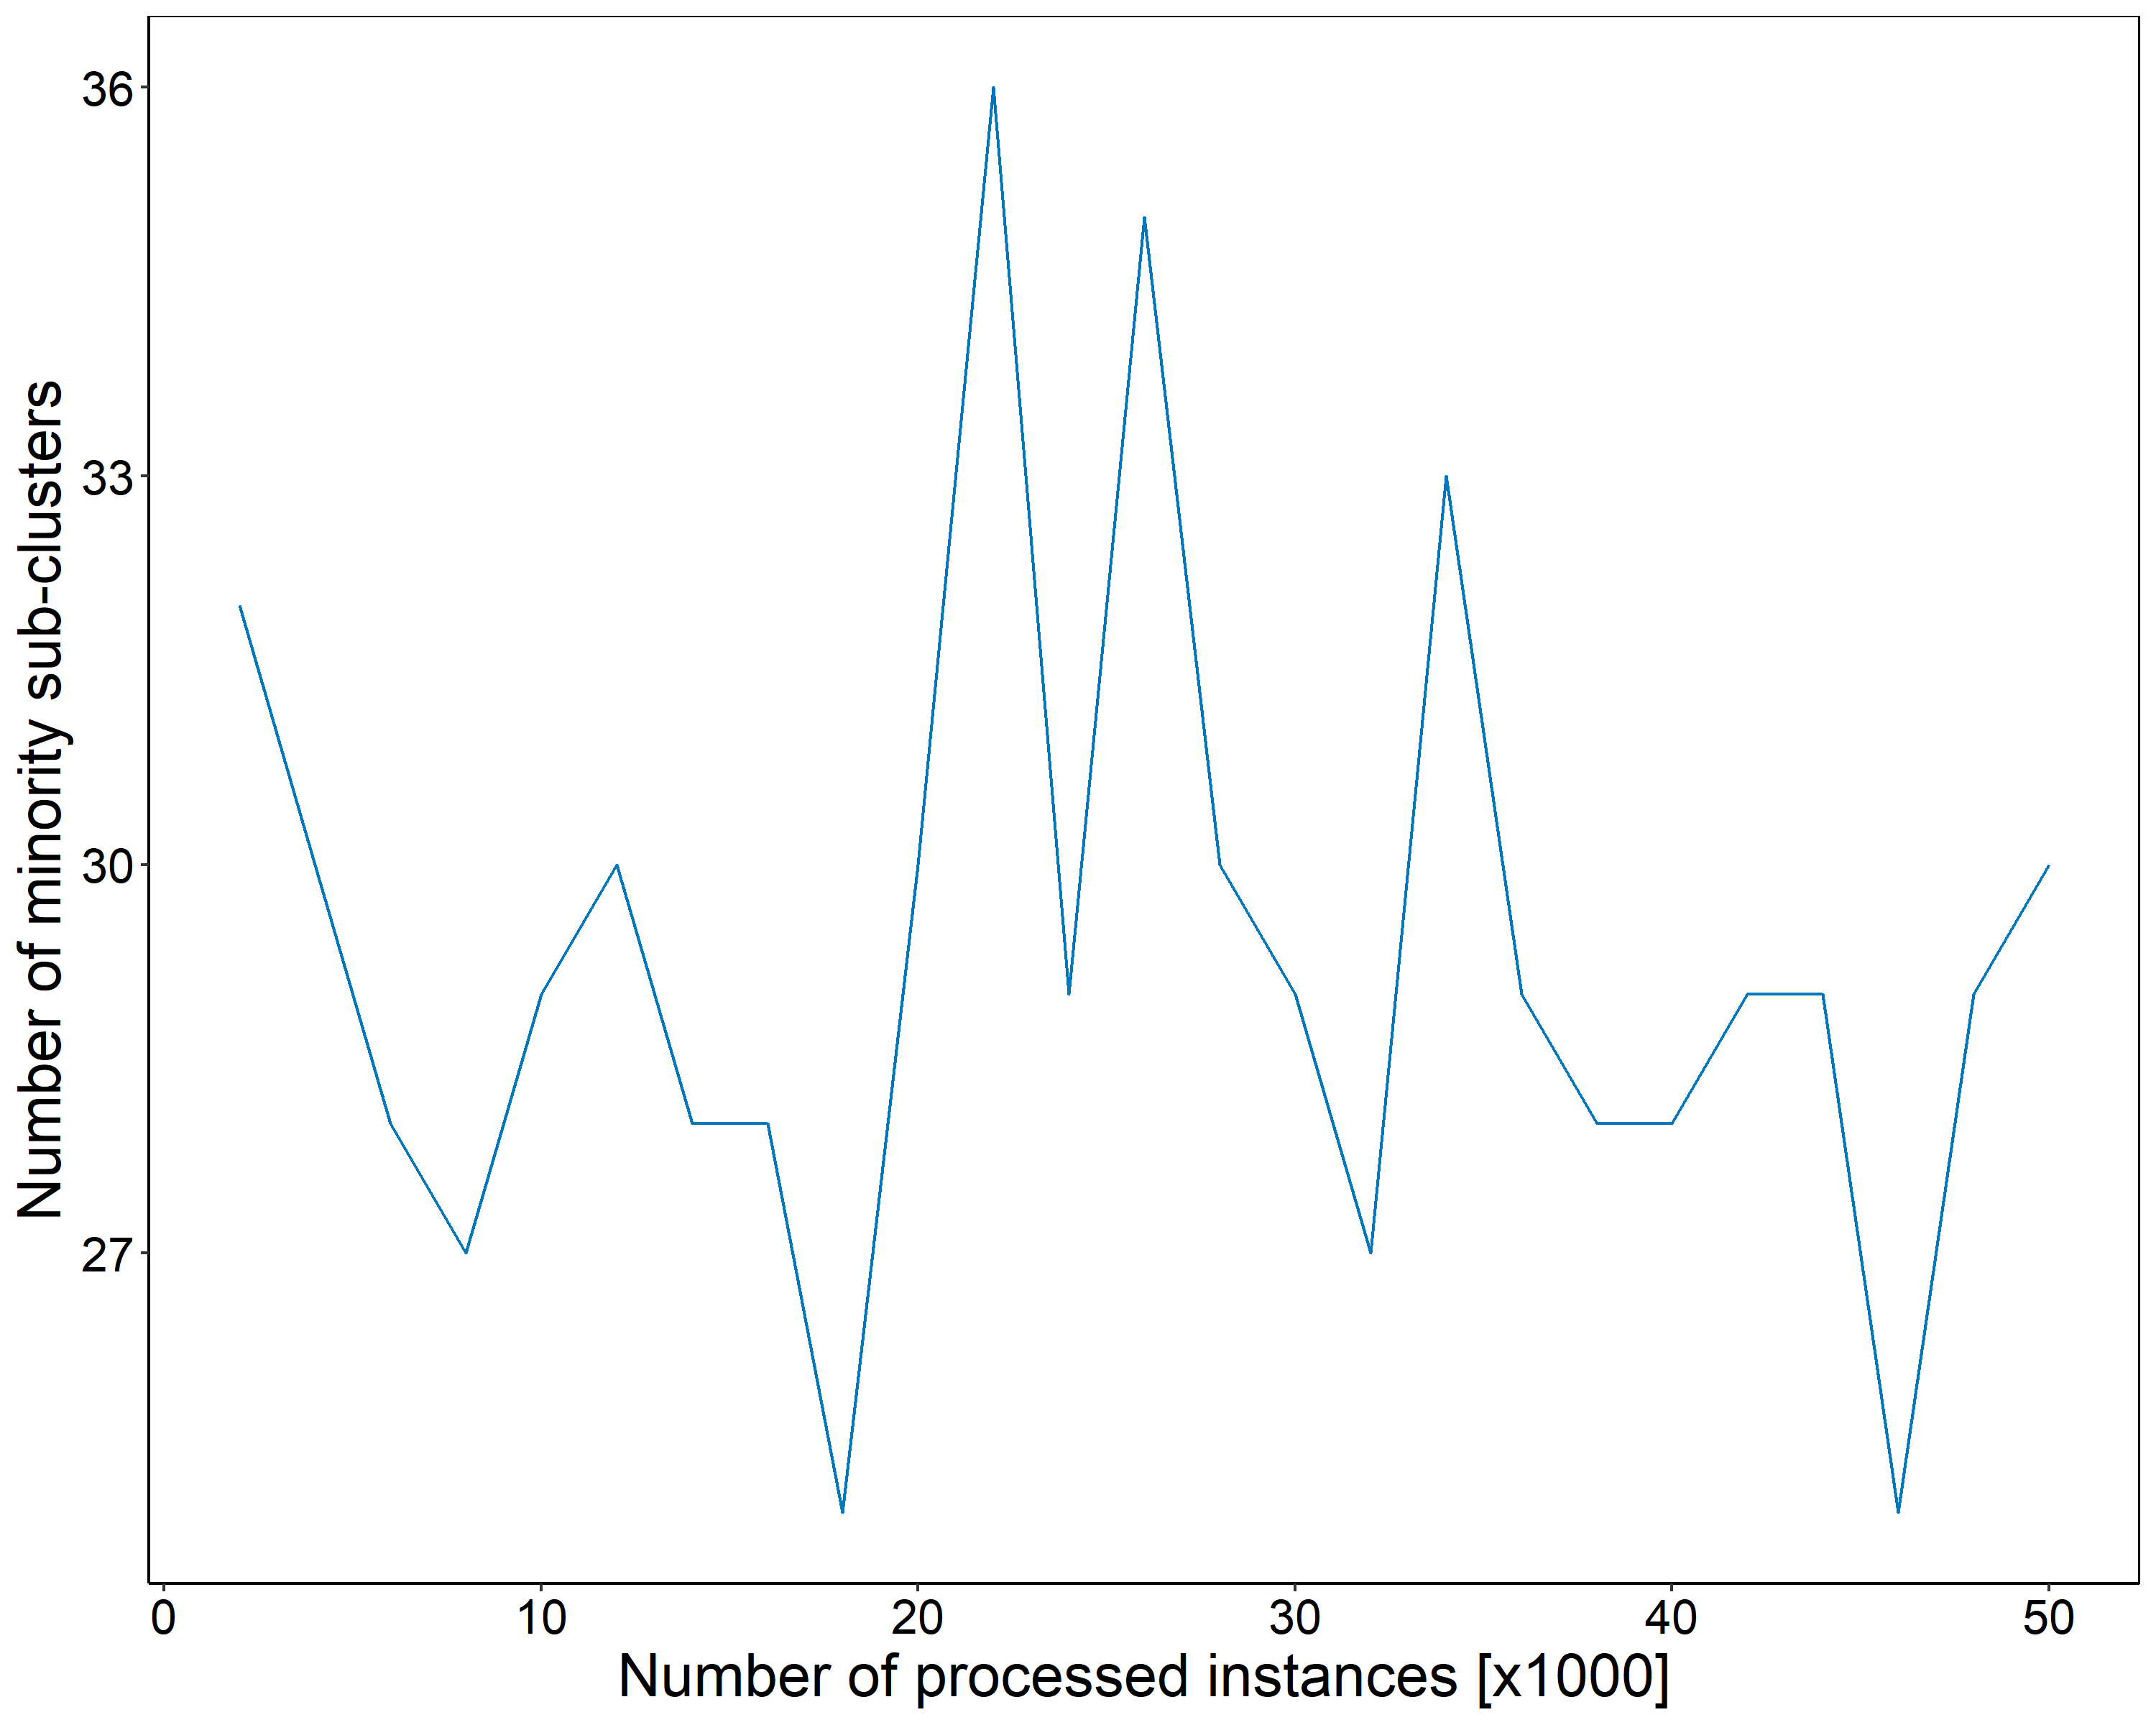 36
33
30
27
Number of minority sub-clusters
0 10 20 30 40 50
Number of processed instances [x1000]